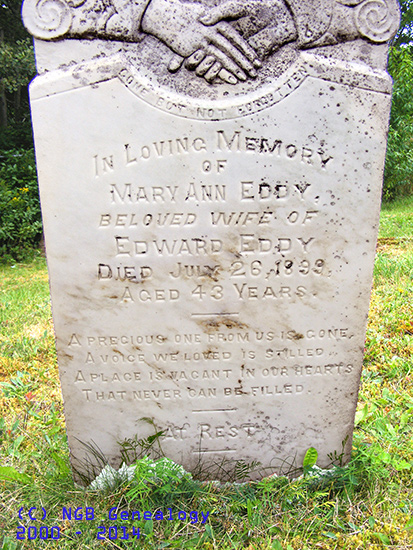 GONE BUT NOT FORGOTTEN
IN LOVING MEMORY
OF
MARY ANN EDDY.
BELOVED WIFE OF
EDWARD EDDY
DIED JULY 26, 1899.
AGED 43 YEARS.
A PRECIOUS ONE FROM US IS GONE,
A VOICE WE LOVED IS STILLED,
A PLACE IS VACANT IN OUR HEARTS
THAT NEVER CAN BE FILLED.
AT REST
(C) NGB Genealogy
2000 - 2014